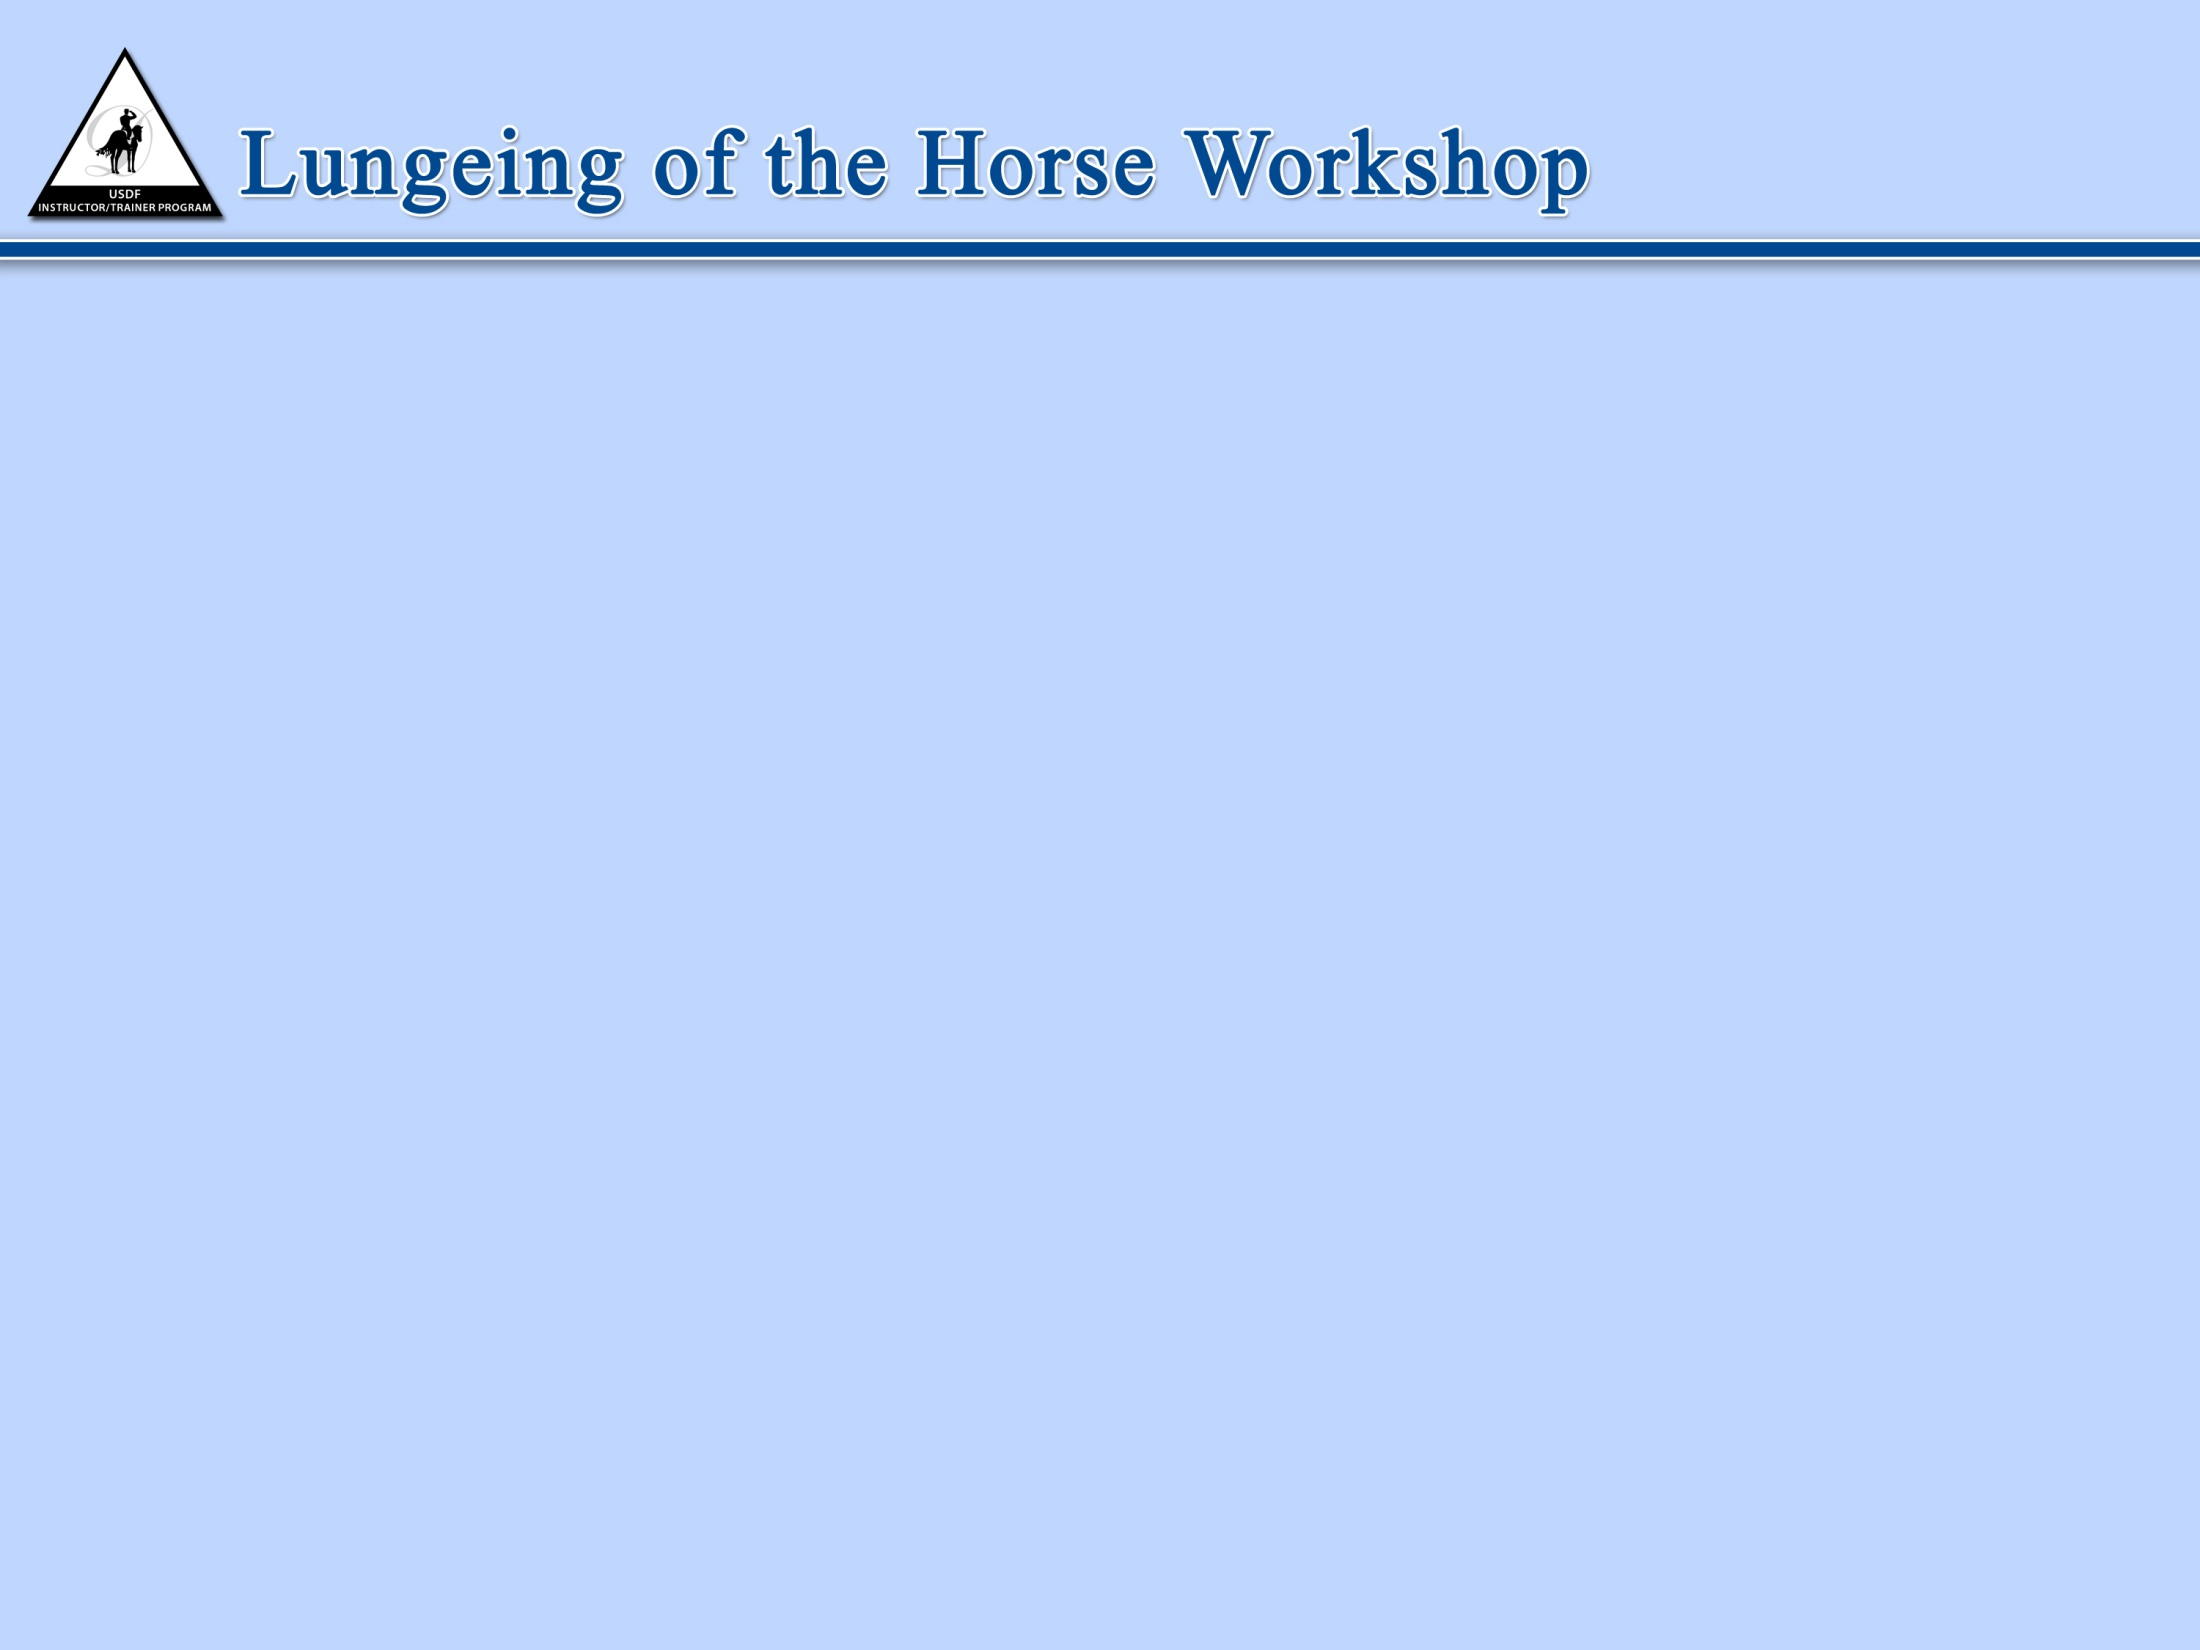 Lungeing of the Horse Workshop
USDF
INSTRUCTOR/TRAINER PROGRAM